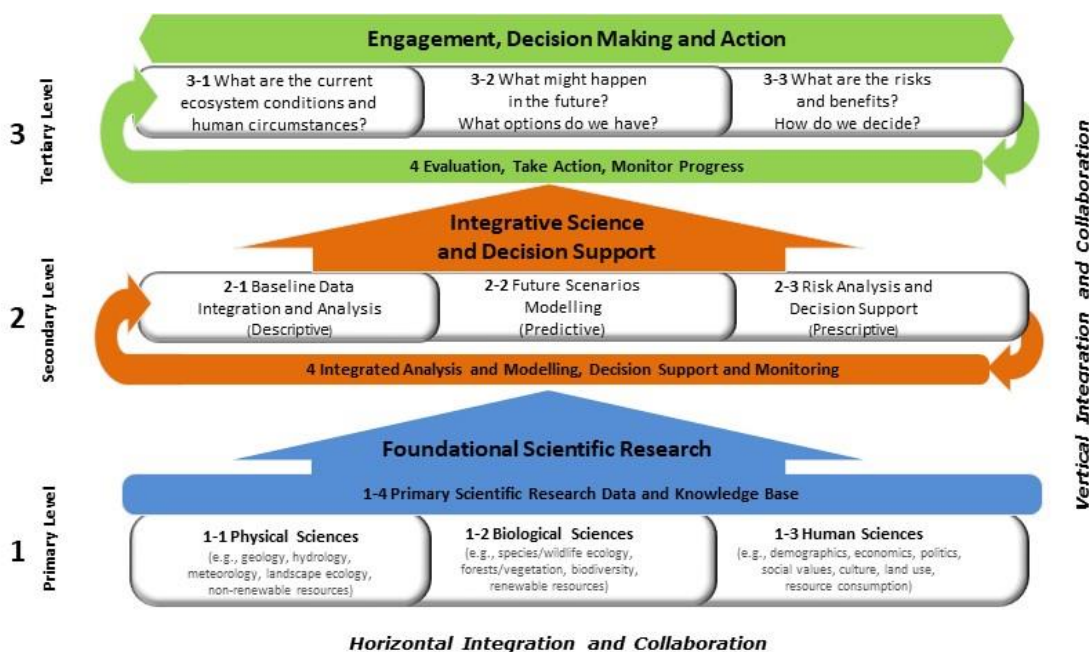 Engagement, Decision Making and Action
3-1 What are the current
ecosystem conditions and
human circumstances?
3-2 What might happen
in the future?
What options do we have?
3-3 What are the risks
and benefits?
How do we decide?
4 Evaluation, Take Action, Monitor Progress
3
Tertiary Level
Integrative Science
and Decision Support
2-1 Baseline Data
Integration and Analysis
(Descriptive)
2-2 Future Scenarios
Modelling
(Predictive)
2-3 Risk Analysis and
Decision Support
(Prescriptive)
4 Integrated Analysis and Modelling, Decision Support and Monitoring
2
Secondary Level
Foundational Scientific Research
1-4 Primary Scientific Research Data and Knowledge Base
1-1 Physical Sciences
(e.g., geology, hydrology,
meteorology, landscape ecology,
non-renewable resources)
1-2 Biological Sciences
(e.g., species/wildlife ecology,
forests/vegetation, biodiversity,
renewable resources)
1-3 Human Sciences
(e.g., demographics, economics, politics,
social values, culture, land use,
resource consumption)
1
Primary Level
Vertical Integration and Collaboration
Horizontal Integration and Collaboration